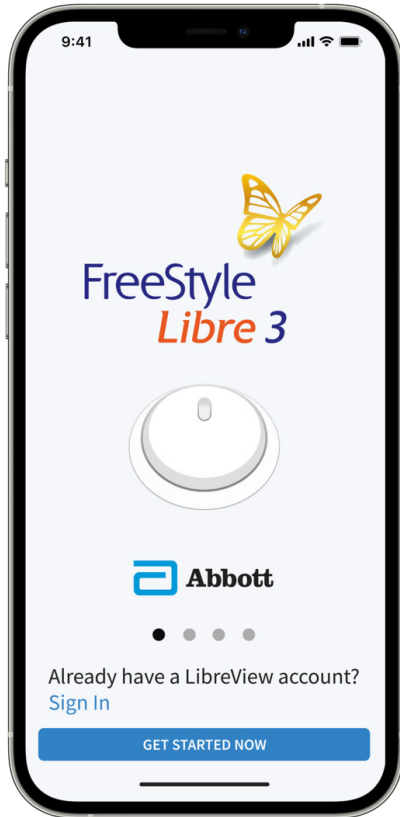 9:41
FreeStyle
Libre 3
Abbott
Already have a LibreView account?
Sign In
GET STARTED NOW